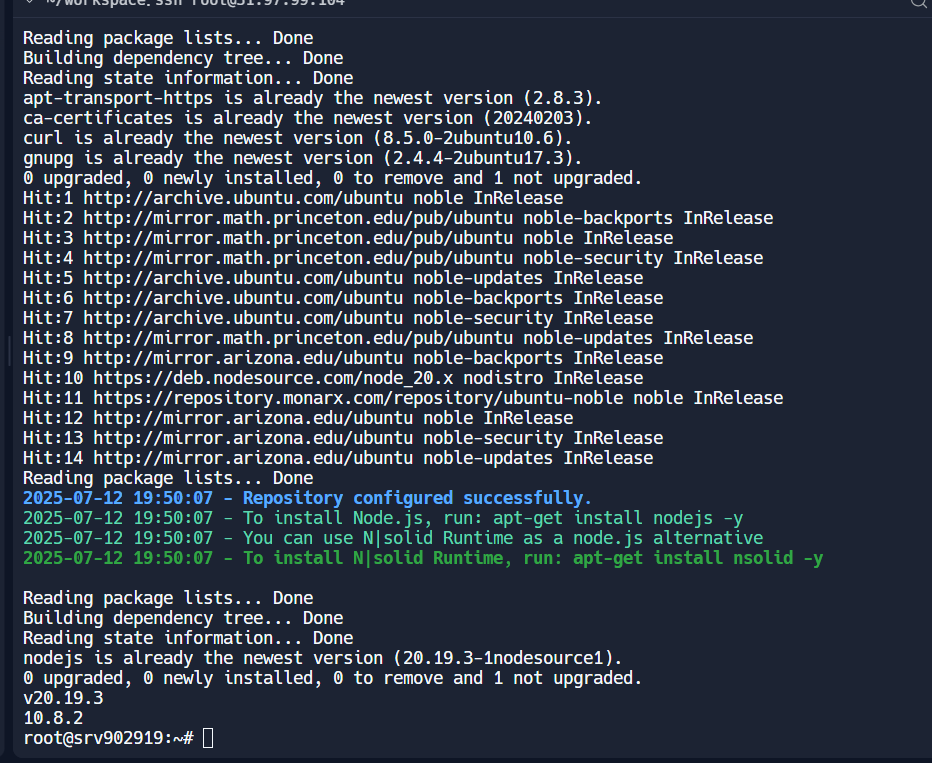 ~/workspace: ssh root@31.97.99.104
Reading package lists... Done
Building dependency tree... Done
Reading state information... Done
apt-transport-https is already the newest version (2.8.3).
ca-certificates is already the newest version (20240203).
curl is already the newest version (8.5.0-2ubuntu10.6).
gnupg is already the newest version (2.4.4-2ubuntu17.3).
0 upgraded, 0 newly installed, 0 to remove and 1 not upgraded.
Hit:1 http://archive.ubuntu.com/ubuntu noble InRelease
Hit:2 http://mirror.math.princeton.edu/pub/ubuntu noble-backports InRelease
Hit:3 http://mirror.math.princeton.edu/pub/ubuntu noble InRelease
Hit:4 http://mirror.math.princeton.edu/pub/ubuntu noble-security InRelease
Hit:5 http://archive.ubuntu.com/ubuntu noble-updates InRelease
Hit:6 http://archive.ubuntu.com/ubuntu noble-backports InRelease
Hit:7 http://archive.ubuntu.com/ubuntu noble-security InRelease
Hit:8 http://mirror.math.princeton.edu/pub/ubuntu noble-updates InRelease
Hit:9 http://mirror.arizona.edu/ubuntu noble-backports InRelease
Hit:10 https://deb.nodesource.com/node_20.x nodistro InRelease
Hit:11 https://repository.monarx.com/repository/ubuntu-noble noble InRelease
Hit:12 http://mirror.arizona.edu/ubuntu noble InRelease
Hit:13 http://mirror.arizona.edu/ubuntu noble-security InRelease
Hit:14 http://mirror.arizona.edu/ubuntu noble-updates InRelease
Reading package lists... Done
2025-07-12 19:50:07 - Repository configured successfully.
2025-07-12 19:50:07 - To install Node.js, run: apt-get install nodejs -y
2025-07-12 19:50:07 - You can use N|solid Runtime as a node.js alternative
2025-07-12 19:50:07 - To install N|solid Runtime, run: apt-get install nsolid -y
Reading package lists... Done
Building dependency tree... Done
Reading state information... Done
nodejs is already the newest version (20.19.3-1nodesource1).
0 upgraded, 0 newly installed, 0 to remove and 1 not upgraded.
v20.19.3
10.8.2
root@srv902919:~#